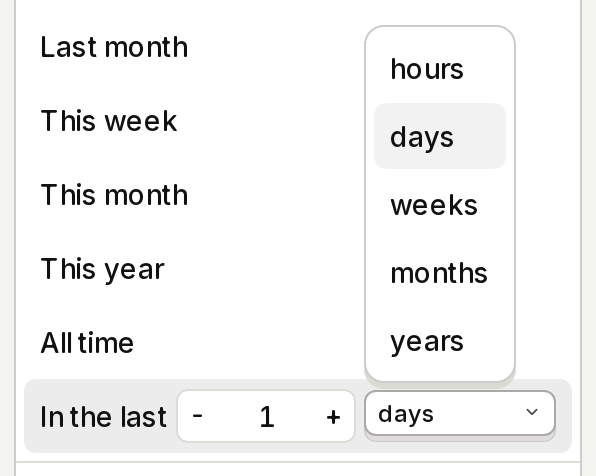 Last month
This week
This month
This year
All time
In the last - 1 + days
hours
days
weeks
months
years